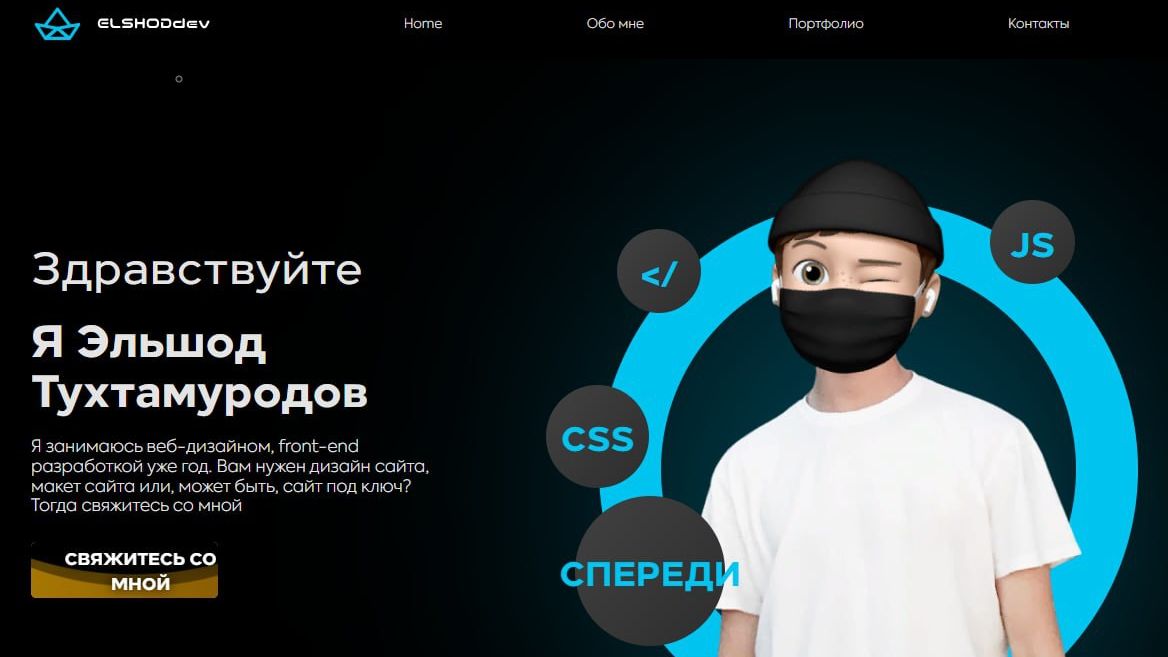 ELSHODdev
Home
Обо мне
Портфолио
Контакты
Здравствуйте
Я Эльшод
Тухтамуродов
Я занимаюсь веб-дизайном, front-end
разработкой уже год. Вам нужен дизайн сайта,
макет сайта или, может быть, сайт под ключ?
Тогда свяжитесь со мной
СВЯЖИТЕСЬ СО
МНОЙ
</
JS
CSS
СПЕРЕДИ